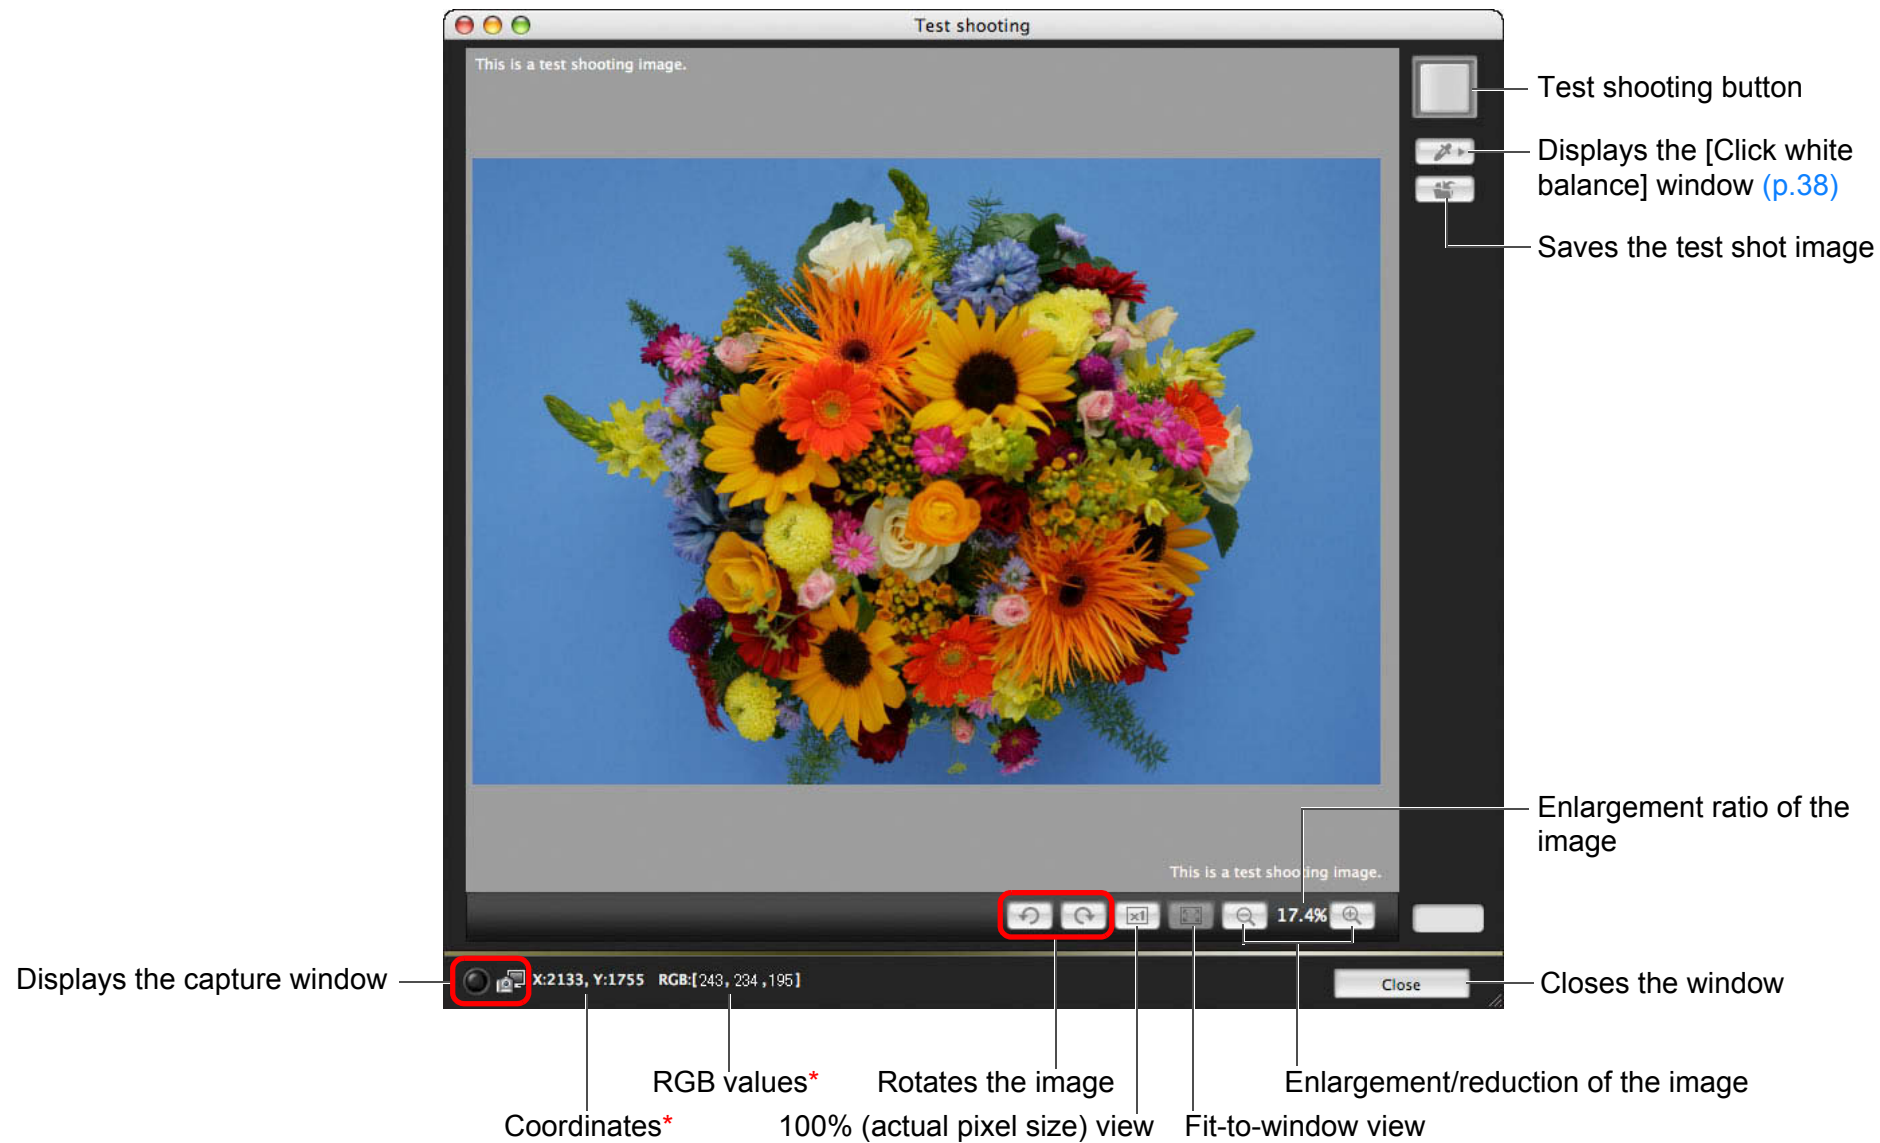 Test shooting
This is a test shooting image.
Test shooting button
Displays the [Click white
balance] window (p.38)
Saves the test shot image
Enlargement ratio of the
image
This is a test shooting image.
x1
17.4%
Displays the capture window
X:2133, Y:1755 RGB:[243, 234 ,195]
Close
Closes the window
RGB values*
Rotates the image
Enlargement/reduction of the image
Coordinates*
100% (actual pixel size) view
Fit-to-window view